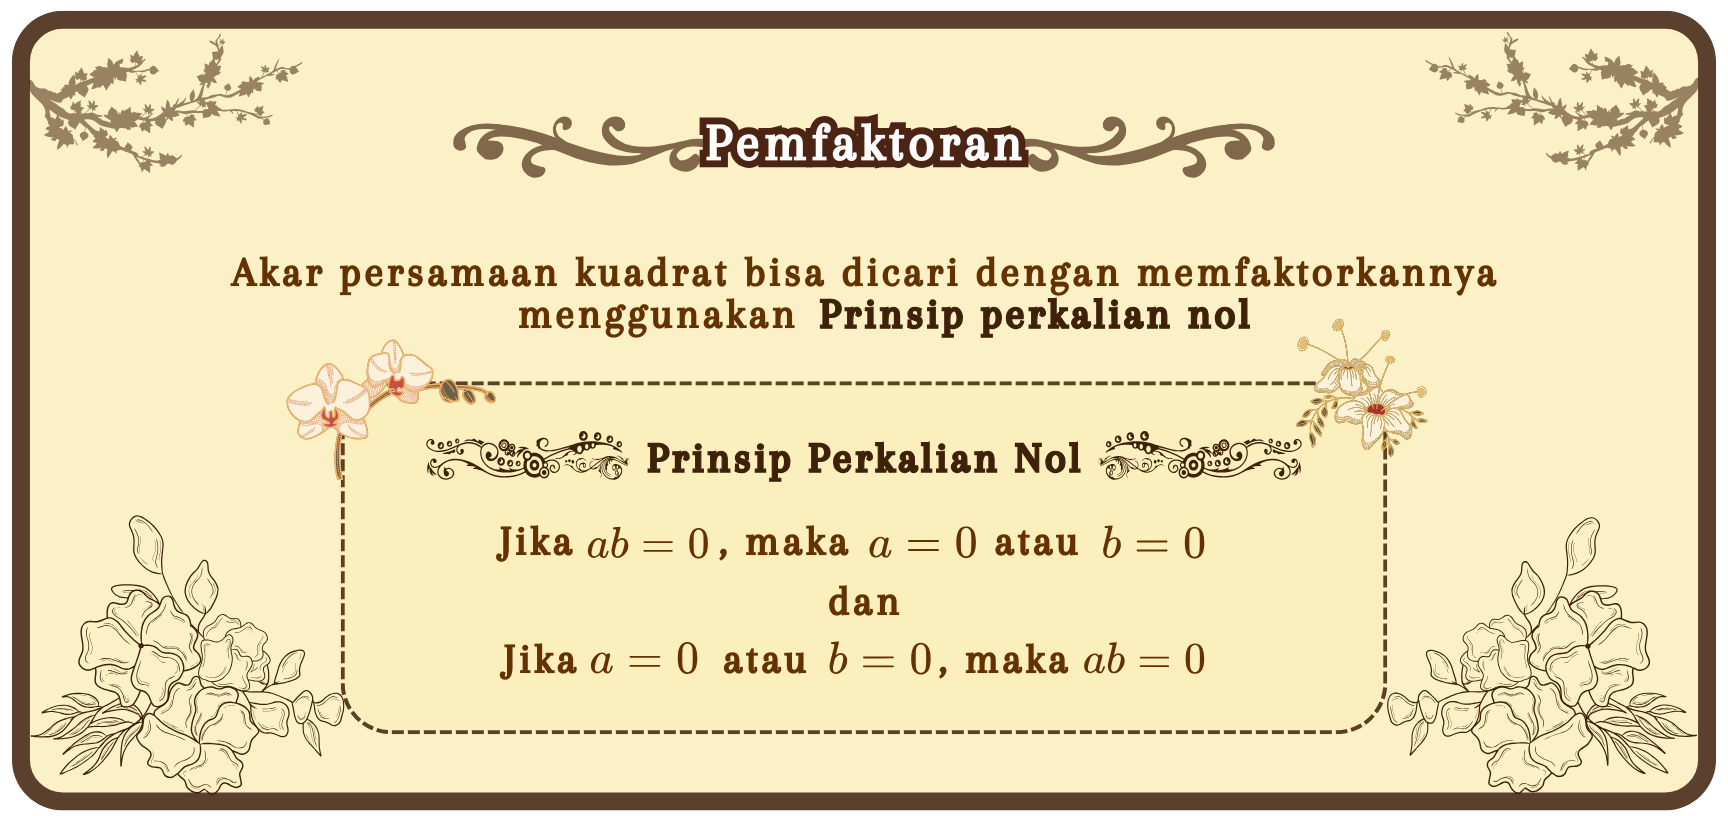 Pemfaktoran
Akar persamaan kuadrat bisa dicari dengan memfaktorkannya
menggunakan Prinsip perkalian nol
Prinsip Perkalian Nol
Jika ab = 0, maka a = 0 atau b = 0
dan
Jika a = 0 atau b = 0, maka ab = 0